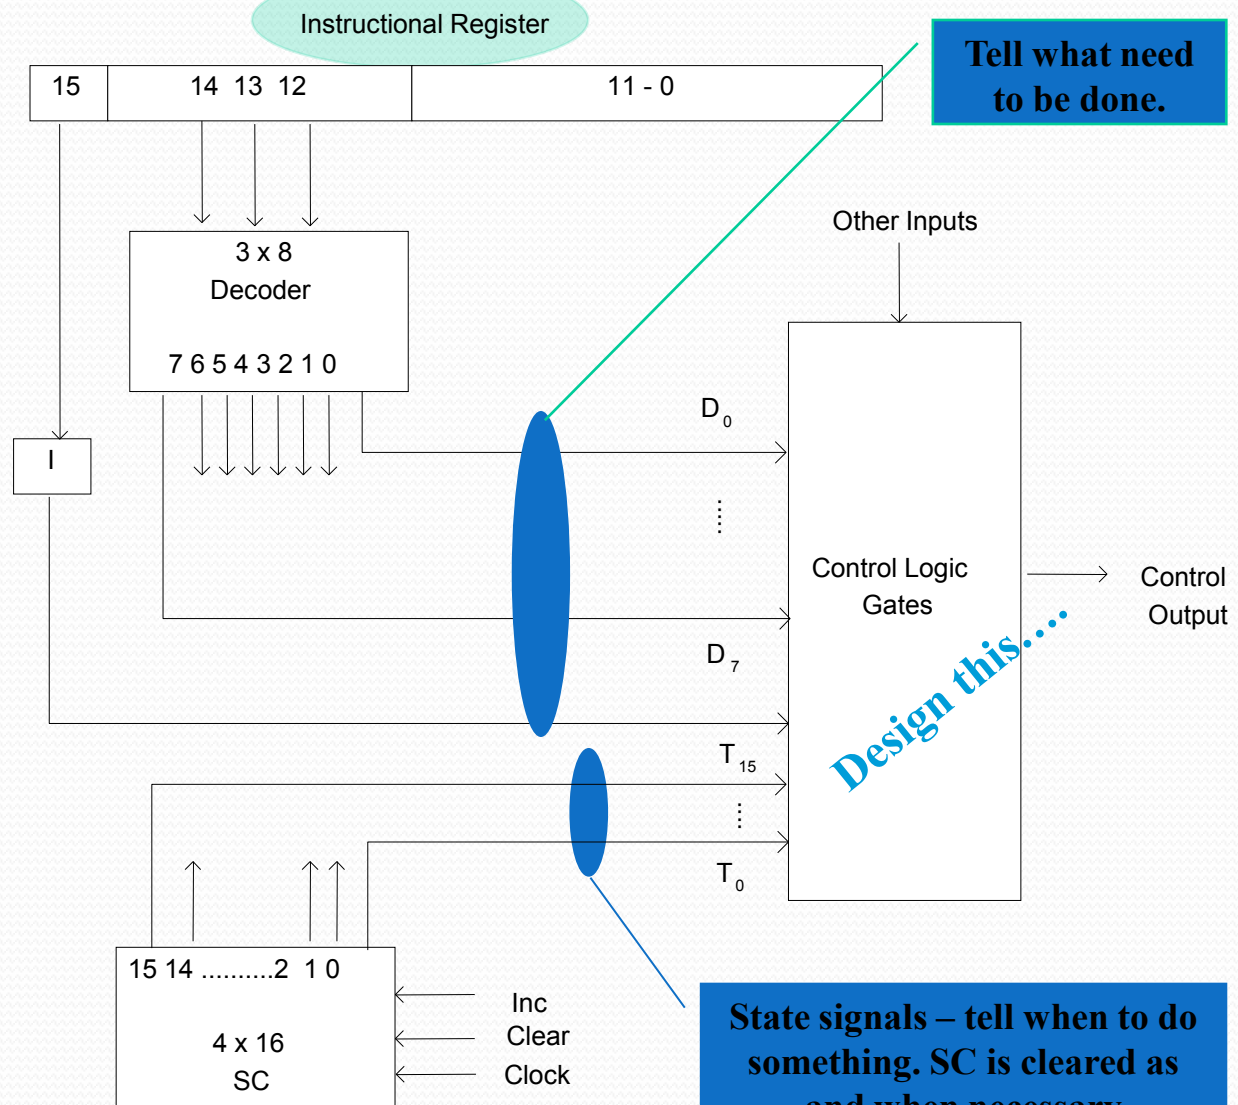 Instructional Register
Tell what need
to be done.
15
14 13 12
11 - 0
Other Inputs
3 x 8
Decoder
7 6 5 4 3 2 1 0
D0
I
Control Logic
Gates
Control
Output
Design this....
D7
T15
T0
15 14 ..........2 1 0
Inc
Clear
Clock
4 x 16
SC
State signals – tell when to do
something. SC is cleared as
and when necessary